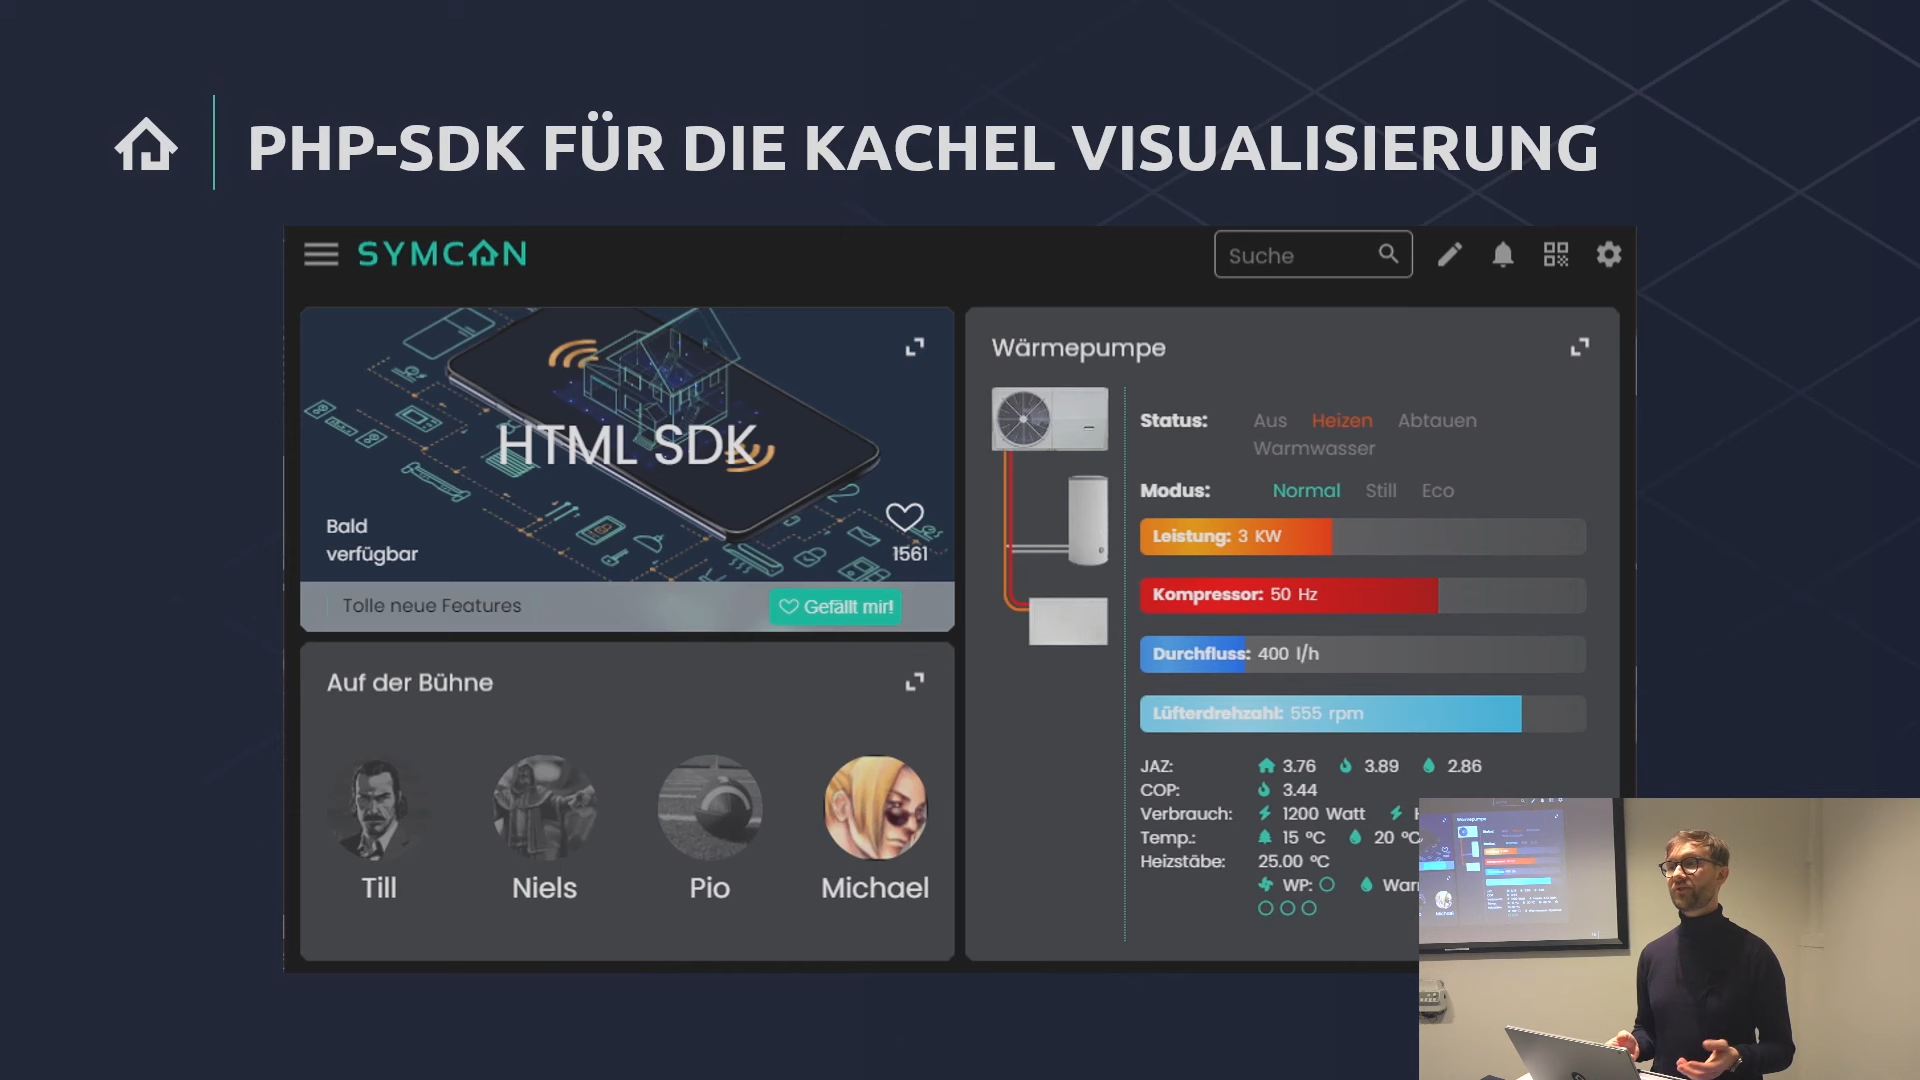 PHP-SDK FÜR DIE KACHEL VISUALISIERUNG
SYMCON
Suche
HTML SDK
Bald
verfügbar
1561
Tolle neue Features
Gefällt mir!
Auf der Bühne
Till
Niels
Pio
Michael
Wärmepumpe
Status: Aus Heizen Abtauen
Warmwasser
Modus: Normal Still Eco
Leistung: 3 KW
Kompressor: 50 Hz
Durchfluss: 400 l/h
Lüfterdrehzahl: 555 rpm
JAZ: 3.76 3.89 2.86
COP: 3.44
Verbrauch: 1200 Watt
Temp.: 15 °C 20 °C
Heizstäbe: 25.00 °C
WP:
Wärmepumpe
Michael